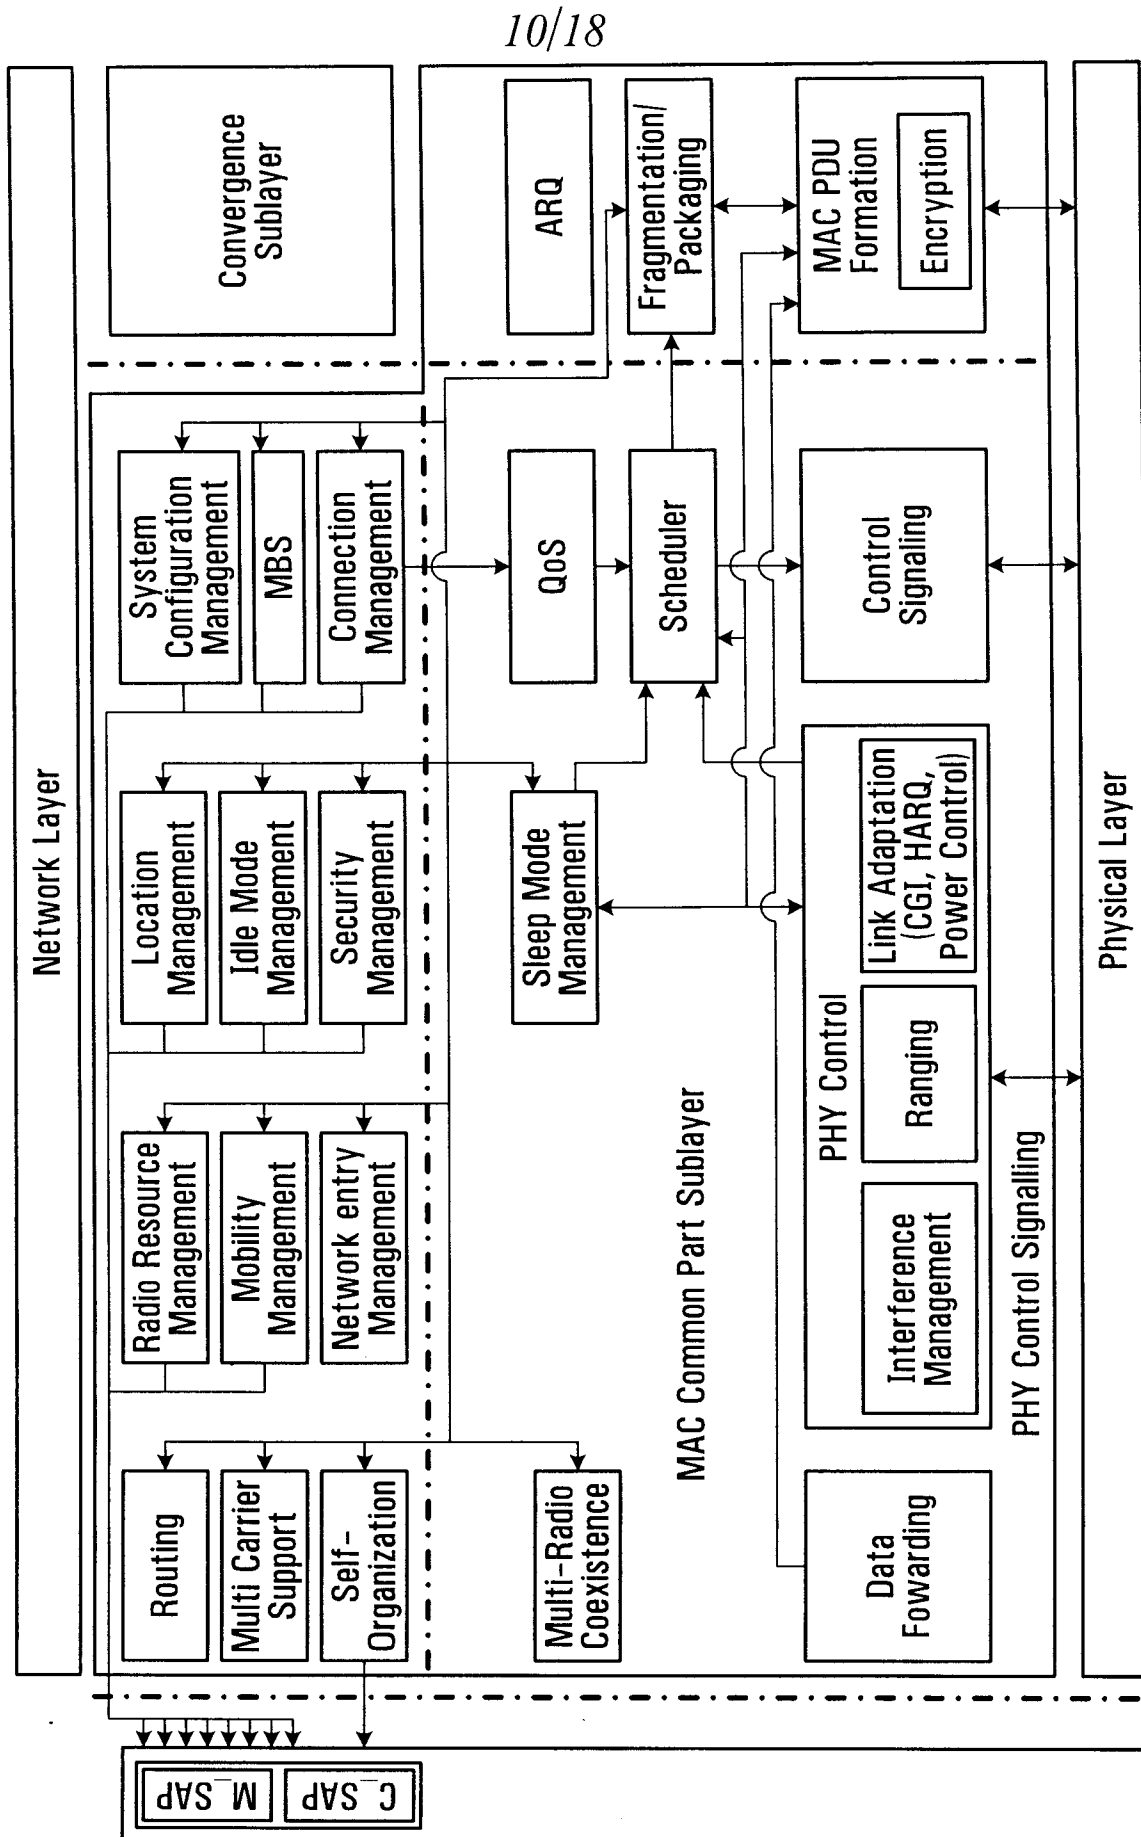 10/18
Network Layer
Routing
Multi Carrier
Support
Self-
Organization
Radio Resource
Management
Mobility
Management
Network entry
Management
Location
Management
Idle Mode
Management
Security
Management
System
Configuration
Management
MBS
Connection
Management
Convergence
Sublayer
M_SAP
C_SAP
Multi-Radio
Coexistence
Sleep Mode
Management
QoS
ARQ
Scheduler
Fragmentation/
Packaging
MAC Common Part Sublayer
Data
Fowarding
PHY Control
Interference
Management
Ranging
Link Adaptation
(CGI, HARQ,
Power Control)
Control
Signaling
MAC PDU
Formation
Encryption
PHY Control Signalling
Physical Layer